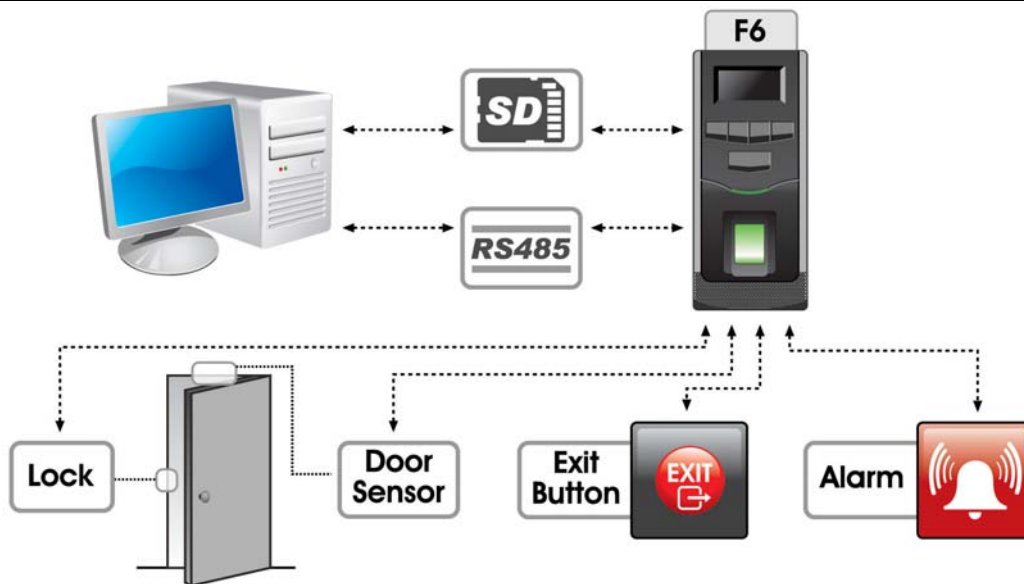 F6
SD
RS485
Lock
Door
Sensor
Exit
Button
EXIT
Alarm